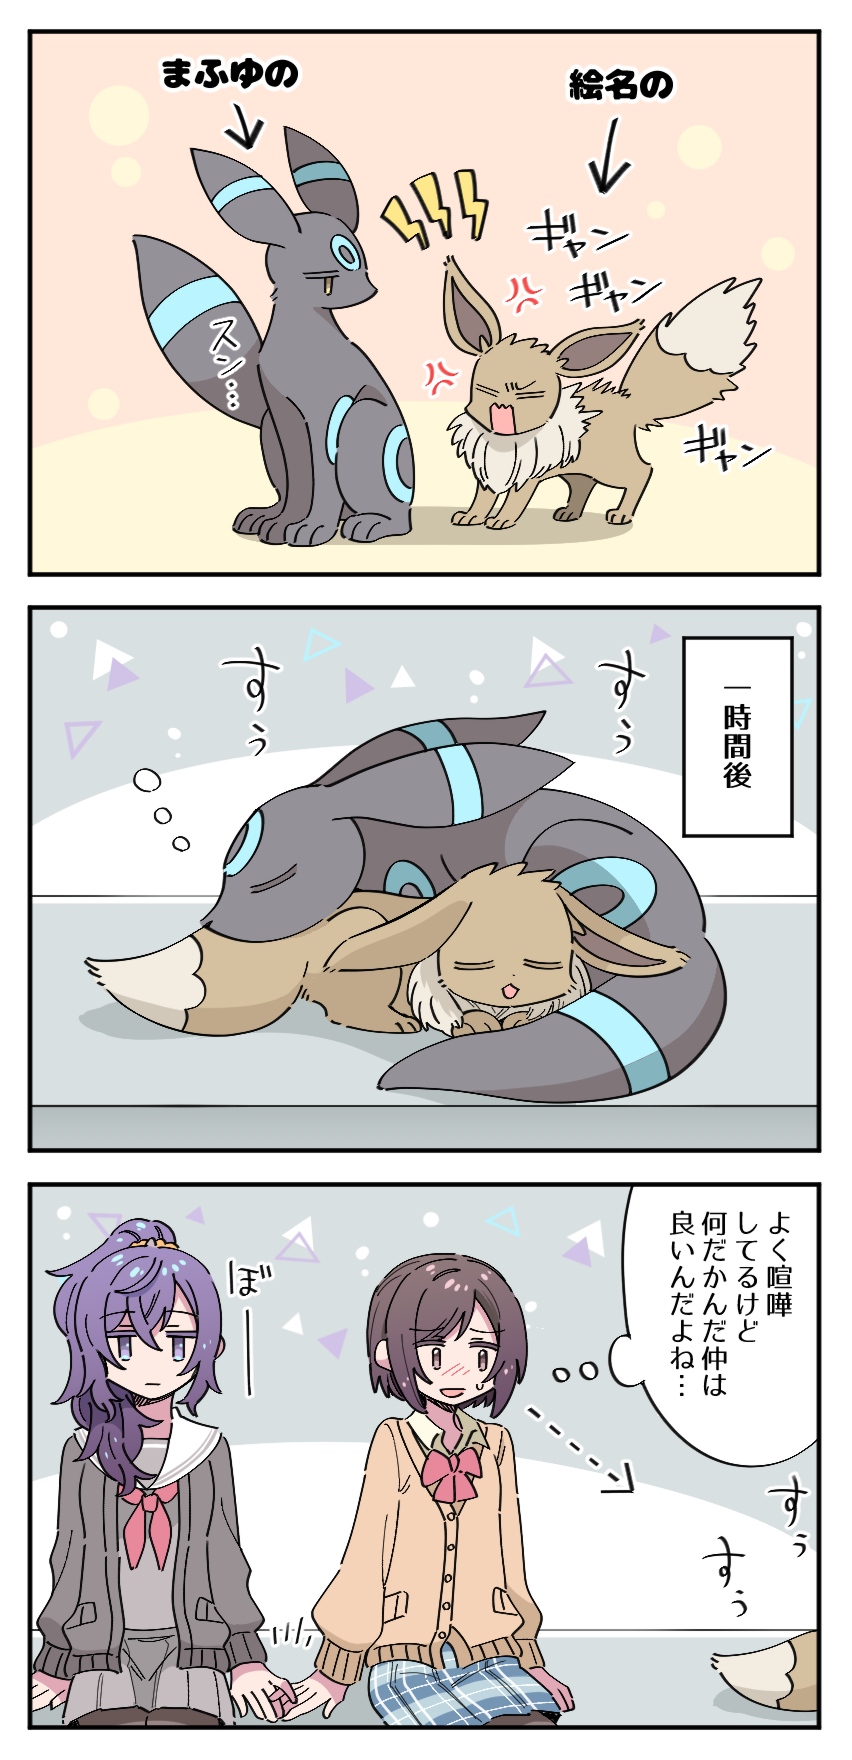 絵名の
まふゆの
ギャン
ギャン
ギャン
スン…
一時間後
すぅ
すぅ
よく喧嘩
してるけど
何だかんだ仲は
良いんだよね…
ぼー
すぅ
すぅ